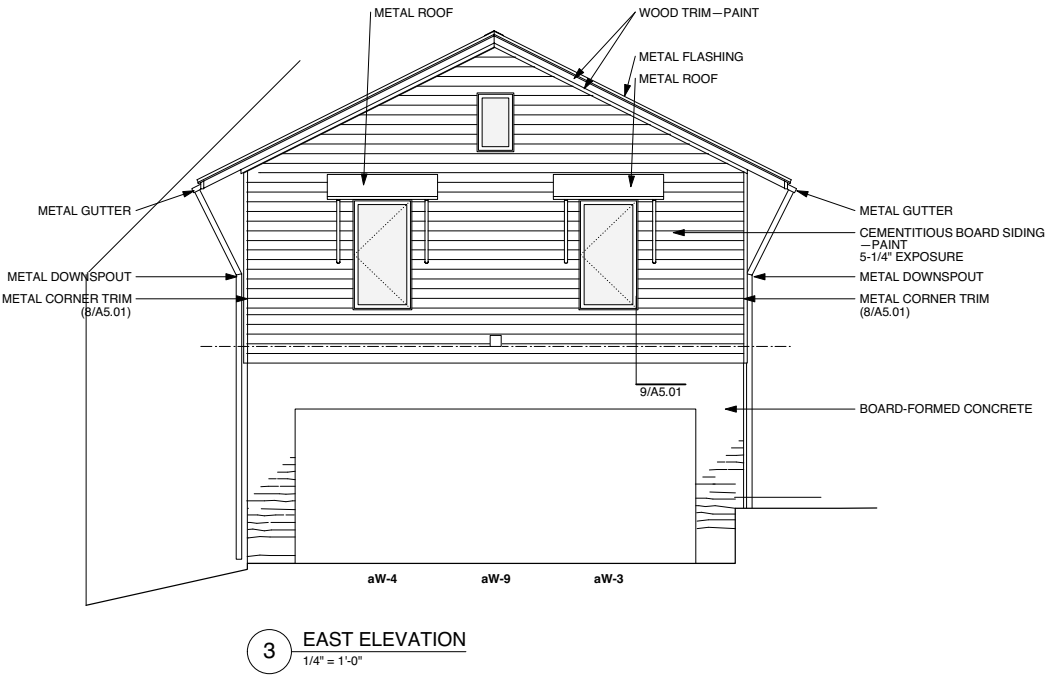 METAL ROOF
WOOD TRIM—PAINT
METAL FLASHING
METAL ROOF
METAL GUTTER
METAL GUTTER
CEMENTITIOUS BOARD SIDING
—PAINT
5-1/4" EXPOSURE
METAL DOWNSPOUT
METAL DOWNSPOUT
METAL CORNER TRIM
(8/A5.01)
METAL CORNER TRIM
(8/A5.01)
9/A5.01
BOARD-FORMED CONCRETE
aW-4
aW-9
aW-3
3
EAST ELEVATION
1/4" = 1'-0"